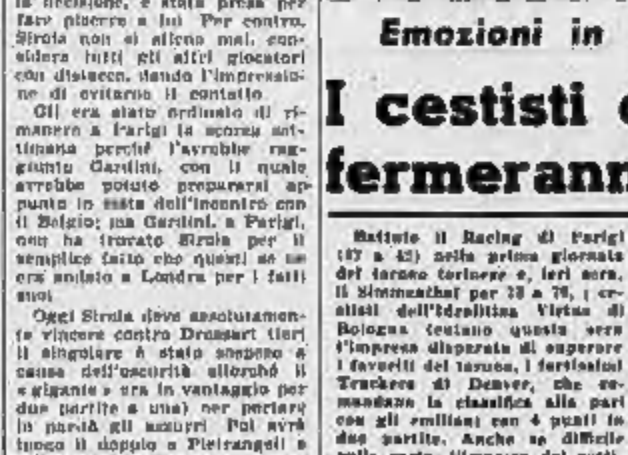 la decisione, è stata presa per
fare piacere a lui. Per contro,
Sirola non si allena mai, con-
sidera tutti gli altri giocatori
con distacco, dando l'impressio-
ne di evitarne il contatto.
Gli era stato ordinato di ri-
manere a Parigi la scorsa set-
timana perché l'avrebbe rag-
giunto Gardini, con il quale
avrebbe potuto prepararsi ap-
punto in vista dell'incontro con
il Belgio; ma Gardini, a Parigi,
non ha trovato Sirola per il
semplice fatto che questi se ne
era andato a Londra per i fatti
suoi.
Oggi Sirola deve assolutamen-
te vincere contro Drossart (ieri
il singolare è stato sospeso a
causa dell'oscurità allorché il
« gigante » era in vantaggio per
due partite a una) per portare
in parità gli azzurri. Poi avrà
luogo il doppio e Pietrangeli e
Emozioni in
I cestisti
fermerann
Battuto il Racing di Parigi
(47 a 42) nella prima giornata
del torneo torinese e, ieri sera,
il Simmenthal per 78 a 76, i ce-
stisti dell'Idrolitina Virtus di
Bologna tentano questa sera
l'impresa disperata di superare
i favoriti del torneo, i fortissimi
Truckers di Denver, che co-
mandano la classifica alla pari
con gli emiliani con 4 punti in
due partite. Anche se difficile
sulla carta, l'impresa dei